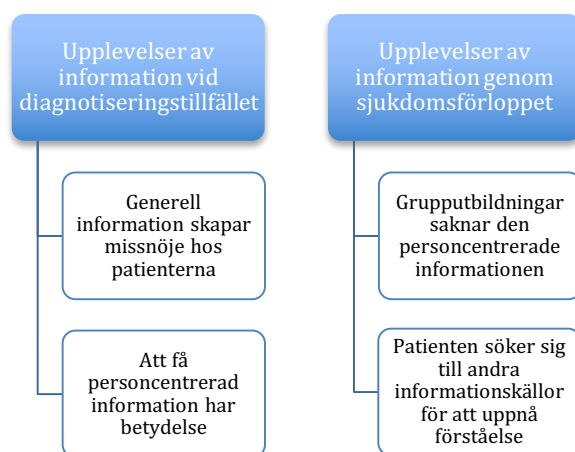 Upplevelser av
information vid
diagnotiseringstillfället
Generell
information skapar
missnöje hos
patienterna
Att få
personcentrerad
information har
betydelse
Upplevelser av
information genom
sjukdomsförloppet
Grupputbildningar
saknar den
personcentrerade
informationen
Patienten söker sig
till andra
informationskällor
för att uppnå
förståelse